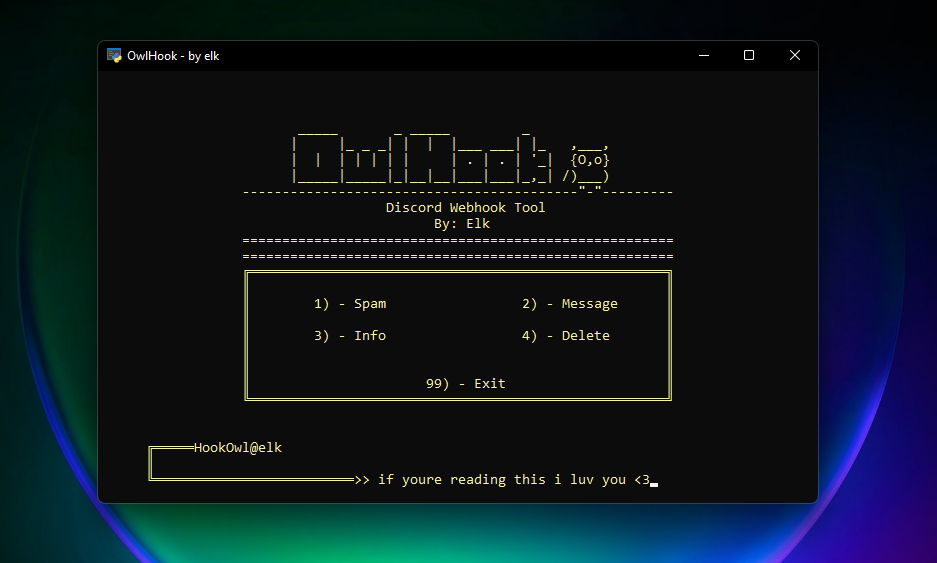 OwlHook - by elk
OwlHook
{O,o}
/)___)
"-"
Discord Webhook Tool
By: Elk
1) - Spam 2) - Message
3) - Info 4) - Delete
99) - Exit
HookOwl@elk
>> if youre reading this i luv you <3